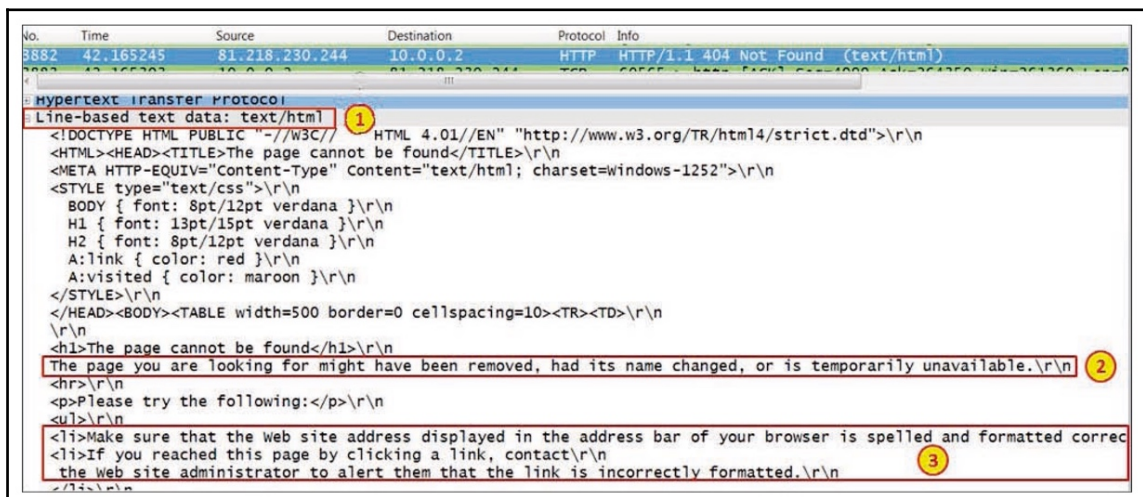 No. Time Source Destination Protocol Info
3882 42.165245 81.218.230.244 10.0.0.2 HTTP HTTP/1.1 404 Not Found (text/html)
Hypertext Transfer Protocol
Line-based text data: text/html 1
<!DOCTYPE HTML PUBLIC "-//W3C// HTML 4.01//EN" "http://www.w3.org/TR/html4/strict.dtd">\r\n
<HTML><HEAD><TITLE>The page cannot be found</TITLE>\r\n
<META HTTP-EQUIV="Content-Type" Content="text/html; charset=Windows-1252">\r\n
<STYLE type="text/css">\r\n
BODY { font: 8pt/12pt verdana }\r\n
H1 { font: 13pt/15pt verdana }\r\n
H2 { font: 8pt/12pt verdana }\r\n
A:link { color: red }\r\n
A:visited { color: maroon }\r\n
</STYLE>\r\n
</HEAD><BODY><TABLE width=500 border=0 cellspacing=10><TR><TD>\r\n
\r\n
<h1>The page cannot be found</h1>\r\n
The page you are looking for might have been removed, had its name changed, or is temporarily unavailable.\r\n 2
<hr>\r\n
<p>Please try the following:</p>\r\n
<ul>\r\n
<li>Make sure that the Web site address displayed in the address bar of your browser is spelled and formatted correc
<li>If you reached this page by clicking a link, contact\r\n
the Web site administrator to alert them that the link is incorrectly formatted.\r\n 3
</li>\r\n